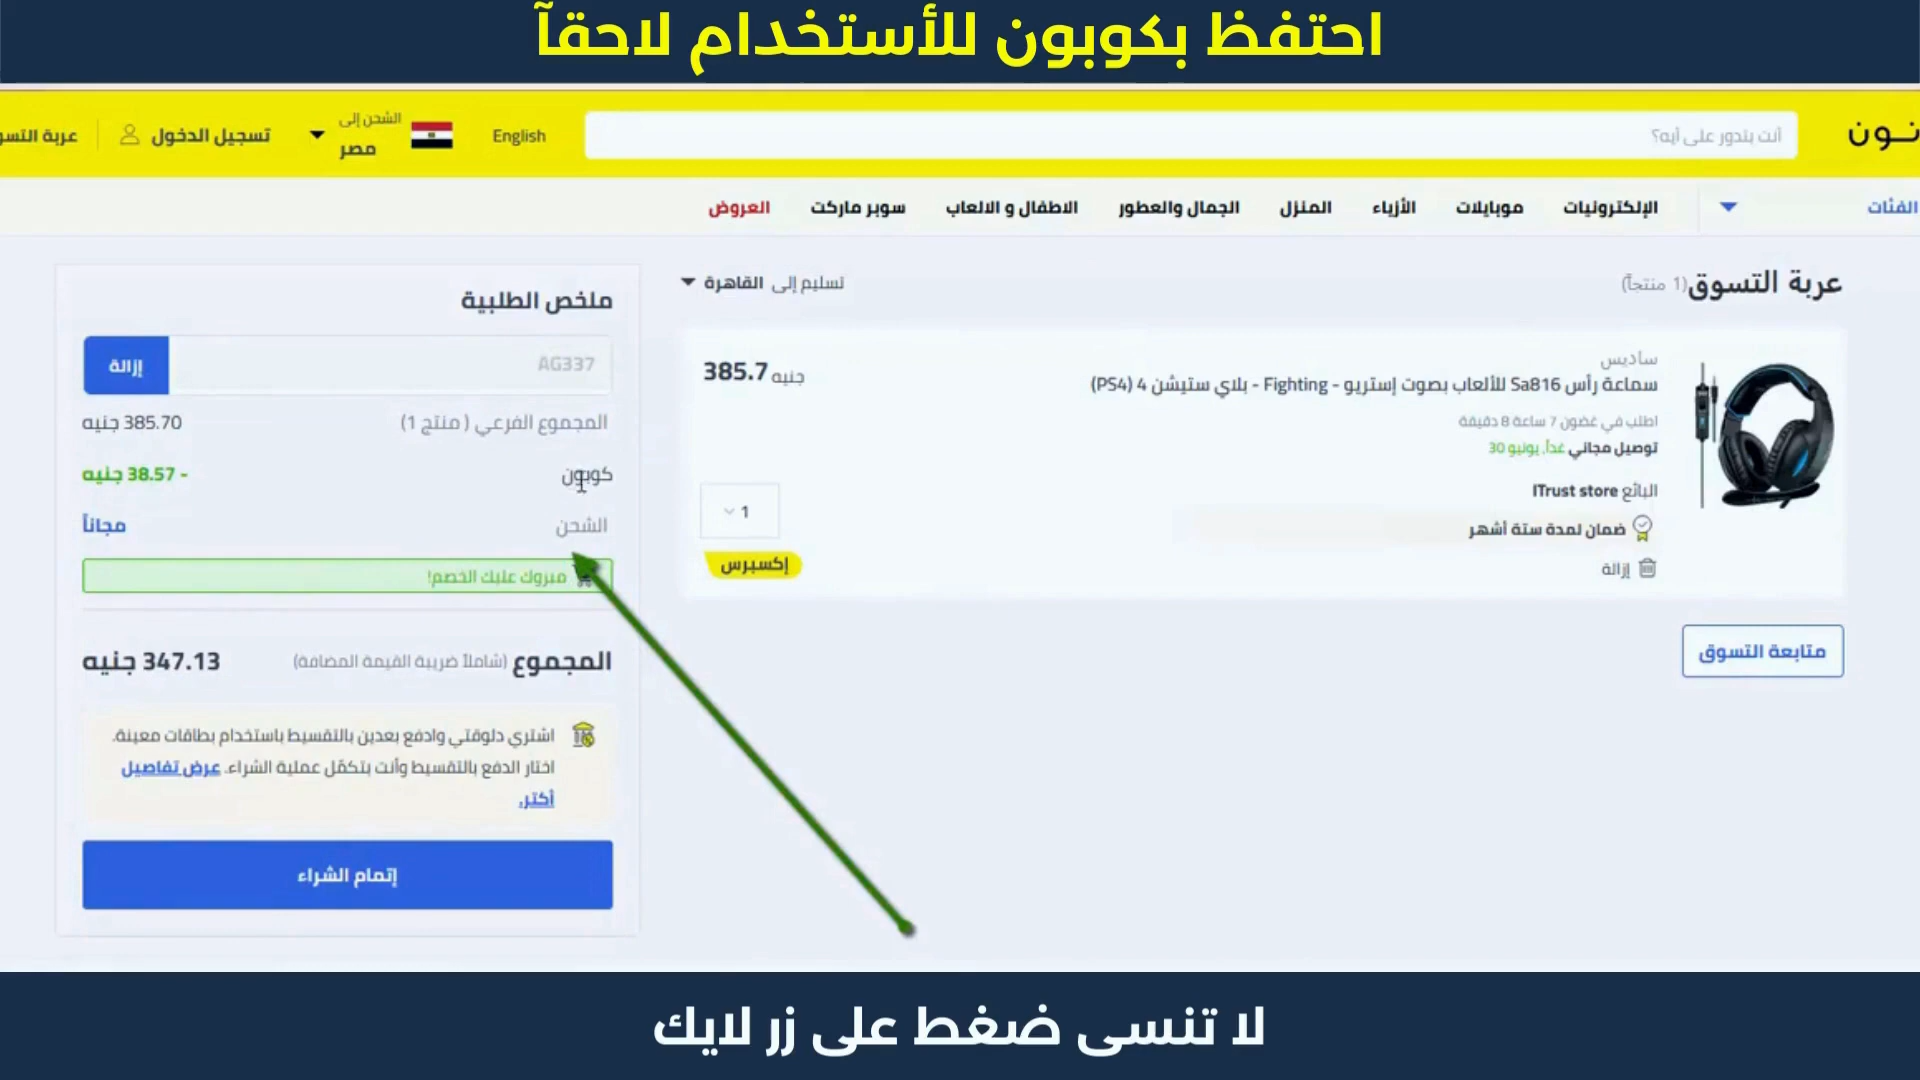 احتفظ بكوبون للأستخدام لاحقآ
نون
أنت بتدور على أيه؟
English
الشحن إلى
مصر
تسجيل الدخول
عربة التسو
الفئات
الإلكترونيات
موبايلات
الأزياء
المنزل
الجمال والعطور
الاطفال و الالعاب
سوبر ماركت
العروض
عربة التسوق (1 منتجاً)
تسليم إلى القاهرة
ساديس
سماعة رأس Sa816 للألعاب بصوت إستريو - Fighting - بلاي ستيشن 4 (PS4)
385.7 جنيه
اطلب في غضون 7 ساعة 8 دقيقة
توصيل مجاني غداً, يونيو 30
البائع ITrust store
ضمان لمدة ستة أشهر
إزالة
1
إكسبرس
متابعة التسوق
ملخص الطلبية
AG337
إزالة
المجموع الفرعي ( منتج 1)
385.70 جنيه
كوبون
- 38.57 جنيه
الشحن
مجاناً
مبروك عليك الخصم!
المجموع (شاملاً ضريبة القيمة المضافة)
347.13 جنيه
اشتري دلوقتي وادفع بعدين بالتقسيط باستخدام بطاقات معينة.
اختار الدفع بالتقسيط وأنت بتكمّل عملية الشراء. عرض تفاصيل
أكتر.
إتمام الشراء
لا تنسى ضغط على زر لايك